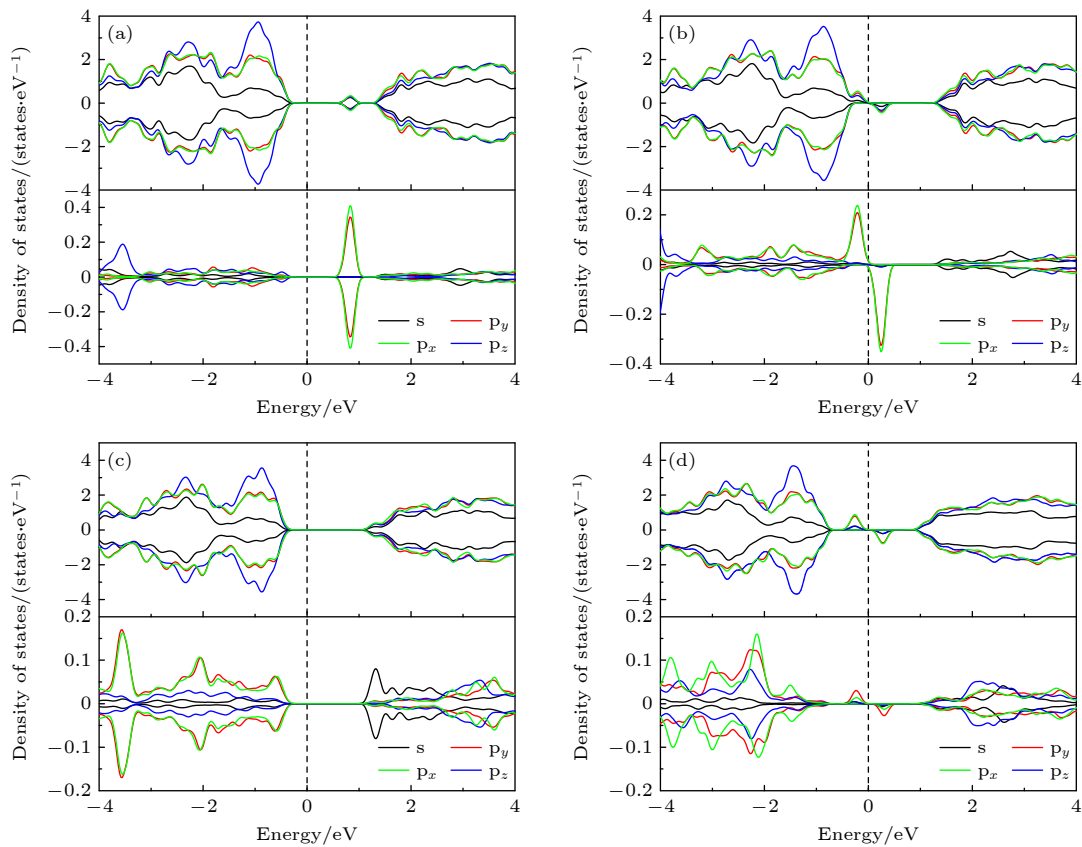 (a)
4
2
0
−2
−4
0.4
0.2
0
−0.2
−0.4
Density of states/(states·eV⁻¹)
s
p𝑦
p𝑥
p𝑧
−4
−2
0
2
4
Energy/eV
(b)
4
2
0
−2
−4
0.2
0
−0.2
−0.4
Density of states/(states·eV⁻¹)
s
p𝑦
p𝑥
p𝑧
−4
−2
0
2
4
Energy/eV
(c)
4
2
0
−2
−4
0.2
0.1
0
−0.1
−0.2
Density of states/(states·eV⁻¹)
s
p𝑦
p𝑥
p𝑧
−4
−2
0
2
4
Energy/eV
(d)
4
2
0
−2
−4
0.2
0.1
0
−0.1
−0.2
Density of states/(states·eV⁻¹)
s
p𝑦
p𝑥
p𝑧
−4
−2
0
2
4
Energy/eV